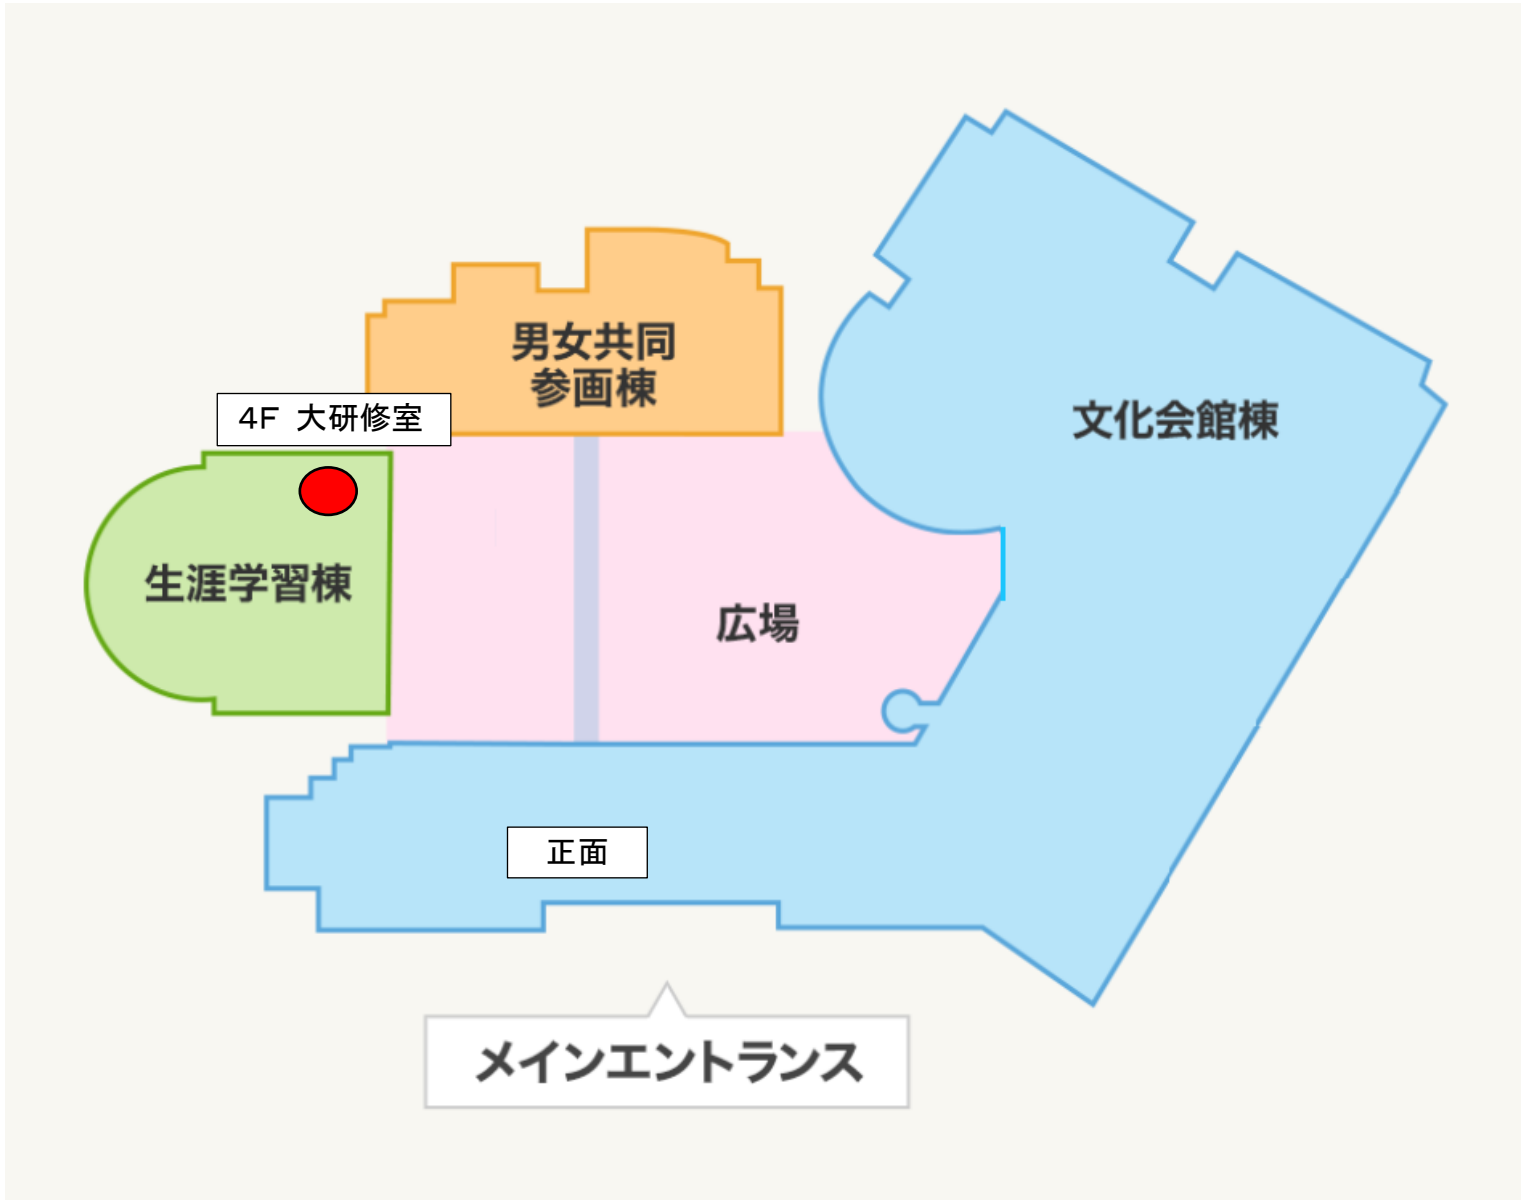 男女共同
参画棟
4F 大研修室
文化会館棟
生涯学習棟
広場
正面
メインエントランス